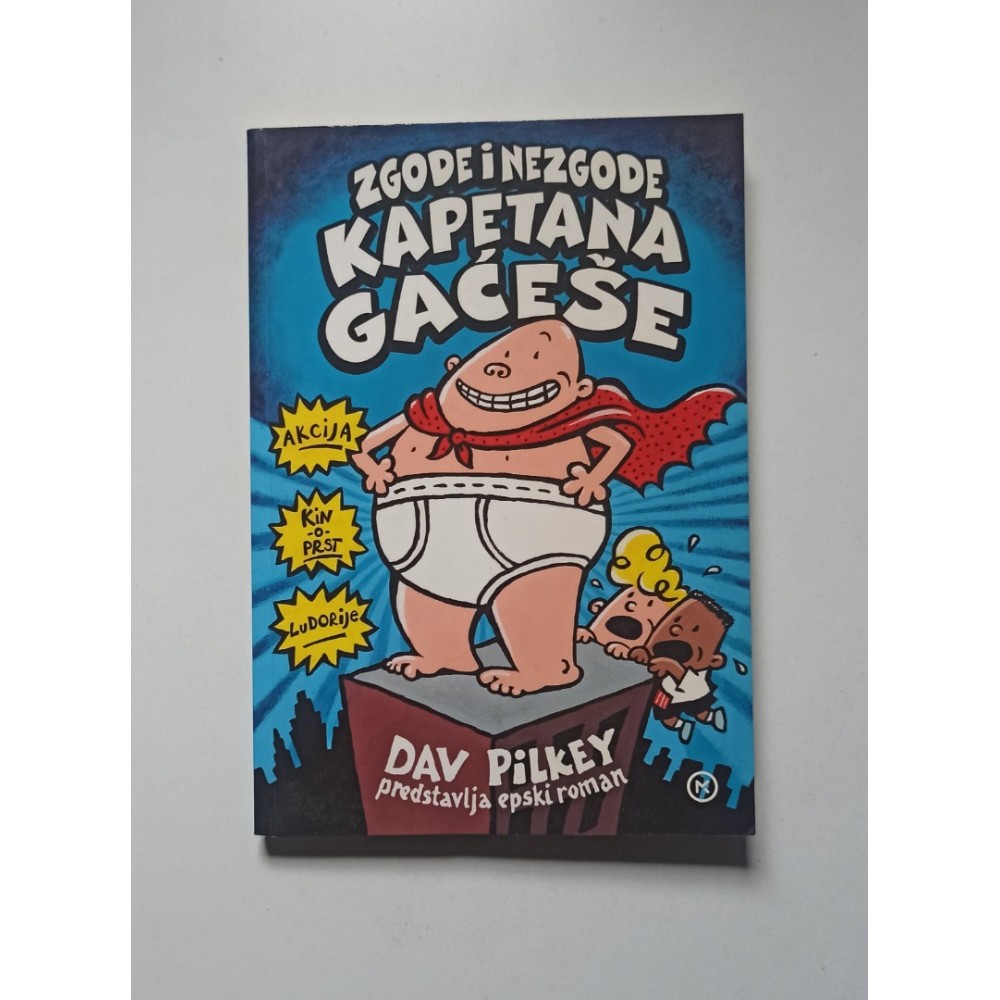 ZGODE i NEZGODE
KAPETANA
GAĆEŠE
AKCiJA
KiN
-O-
PRST
LuDORije
DAV PiLKEY
predstavlja epski roman